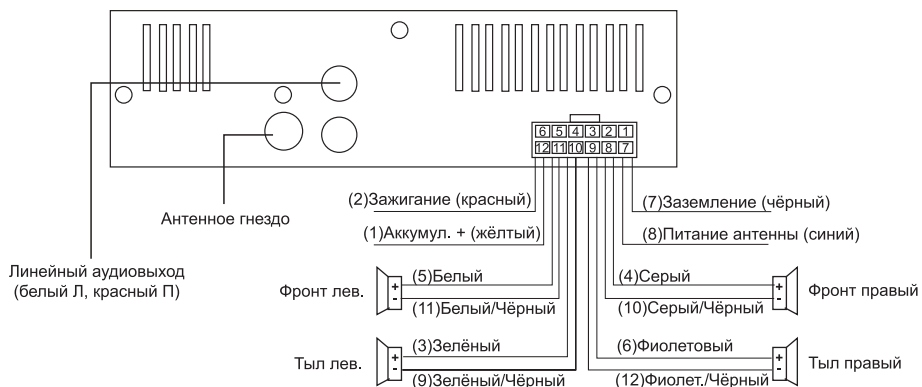 6 5 4 3 2 1
12 11 10 9 8 7
(2)Зажигание (красный)
(7)Заземление (чёрный)
Антенное гнездо
(1)Аккумул. + (жёлтый)
(8)Питание антенны (синий)
Линейный аудиовыход
(белый Л, красный П)
Фронт лев.
+
-
(5)Белый
(11)Белый/Чёрный
(4)Серый
(10)Серый/Чёрный
+
-
Фронт правый
Тыл лев.
+
-
(3)Зелёный
(9)Зелёный/Чёрный
(6)Фиолетовый
(12)Фиолет./Чёрный
+
-
Тыл правый